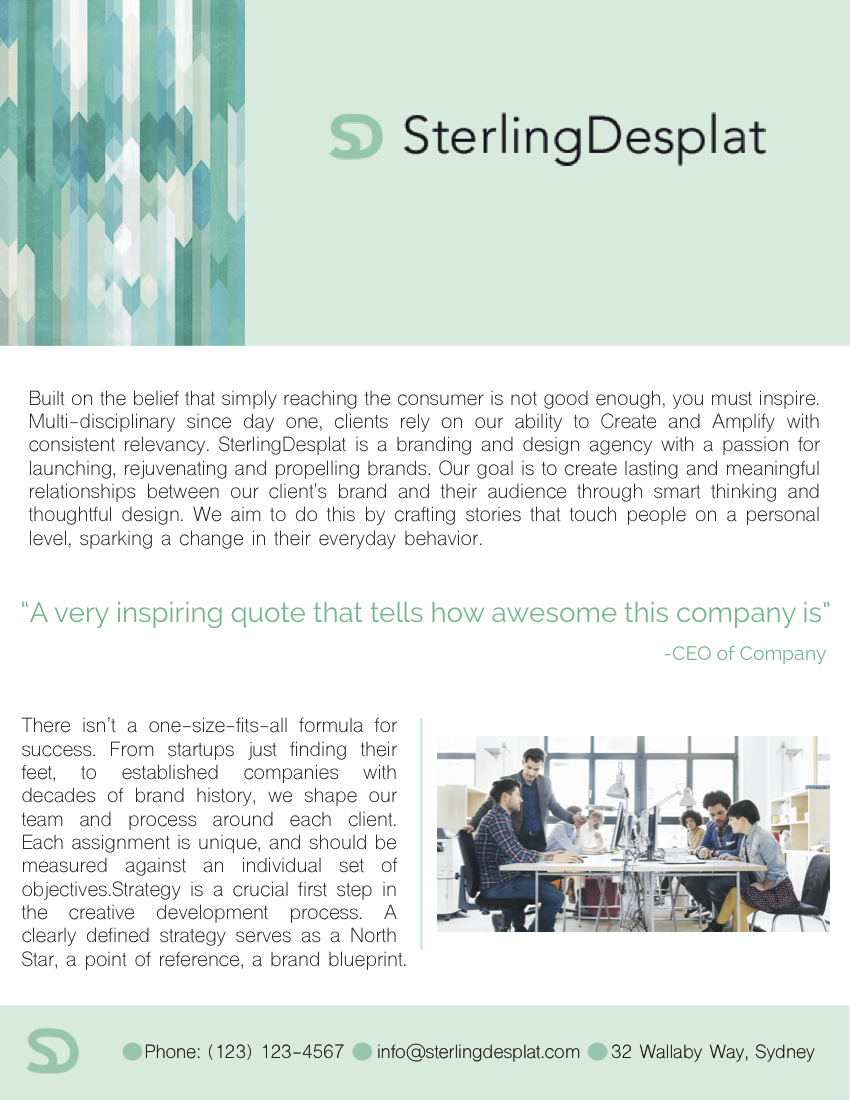 SD SterlingDesplat
Built on the belief that simply reaching the consumer is not good enough, you must inspire.
Multi-disciplinary since day one, clients rely on our ability to Create and Amplify with
consistent relevancy. SterlingDesplat is a branding and design agency with a passion for
launching, rejuvenating and propelling brands. Our goal is to create lasting and meaningful
relationships between our client's brand and their audience through smart thinking and
thoughtful design. We aim to do this by crafting stories that touch people on a personal
level, sparking a change in their everyday behavior.
“A very inspiring quote that tells how awesome this company is”
-CEO of Company
There isn't a one-size-fits-all formula for
success. From startups just finding their
feet, to established companies with
decades of brand history, we shape our
team and process around each client.
Each assignment is unique, and should be
measured against an individual set of
objectives.Strategy is a crucial first step in
the creative development process. A
clearly defined strategy serves as a North
Star, a point of reference, a brand blueprint.
SD Phone: (123) 123-4567 info@sterlingdesplat.com 32 Wallaby Way, Sydney